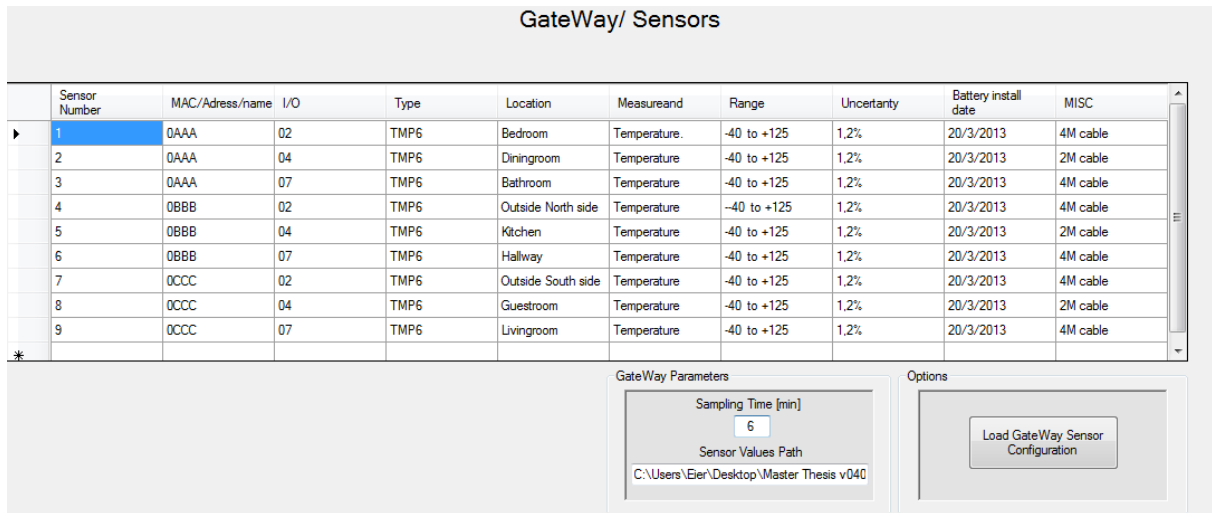 GateWay/ Sensors
Sensor Number MAC/Adress/name I/O Type Location Measureand Range Uncertanty Battery install date MISC
1 0AAA 02 TMP6 Bedroom Temperature. -40 to +125 1,2% 20/3/2013 4M cable
2 0AAA 04 TMP6 Diningroom Temperature -40 to +125 1,2% 20/3/2013 2M cable
3 0AAA 07 TMP6 Bathroom Temperature -40 to +125 1,2% 20/3/2013 4M cable
4 0BBB 02 TMP6 Outside North side Temperature --40 to +125 1,2% 20/3/2013 4M cable
5 0BBB 04 TMP6 Kitchen Temperature -40 to +125 1,2% 20/3/2013 2M cable
6 0BBB 07 TMP6 Hallway Temperature -40 to +125 1,2% 20/3/2013 4M cable
7 0CCC 02 TMP6 Outside South side Temperature -40 to +125 1,2% 20/3/2013 4M cable
8 0CCC 04 TMP6 Guestroom Temperature -40 to +125 1,2% 20/3/2013 2M cable
9 0CCC 07 TMP6 Livingroom Temperature -40 to +125 1,2% 20/3/2013 4M cable
GateWay Parameters
Sampling Time [min]
6
Sensor Values Path
C:\Users\Eier\Desktop\Master Thesis v040
Options
Load GateWay Sensor
Configuration